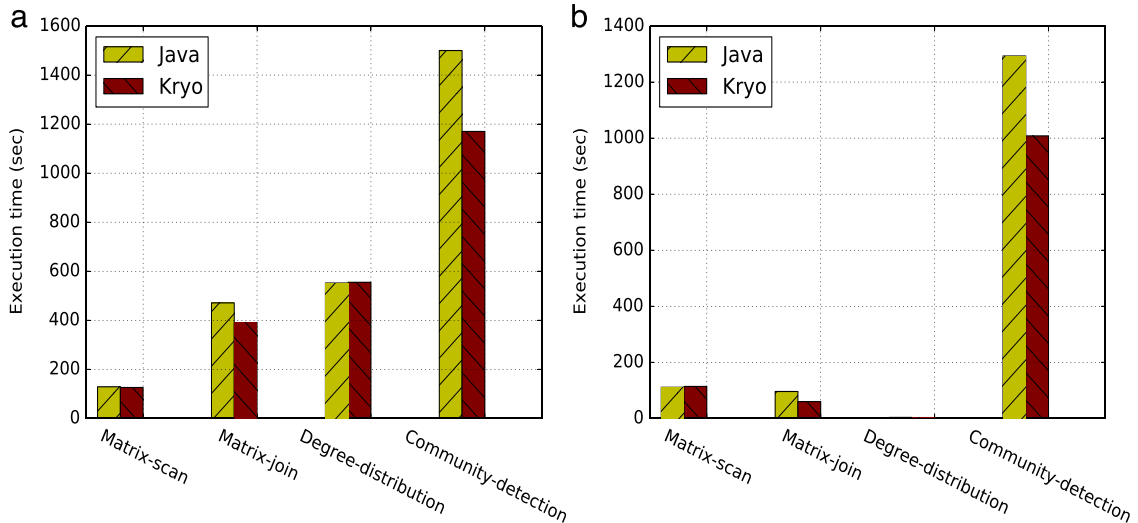 a
1600
1400
1200
1000
800
600
400
200
0
Execution time (sec)
Java
Kryo
Matrix-scan
Matrix-join
Degree-distribution
Community-detection
b
1400
1200
1000
800
600
400
200
0
Execution time (sec)
Java
Kryo
Matrix-scan
Matrix-join
Degree-distribution
Community-detection